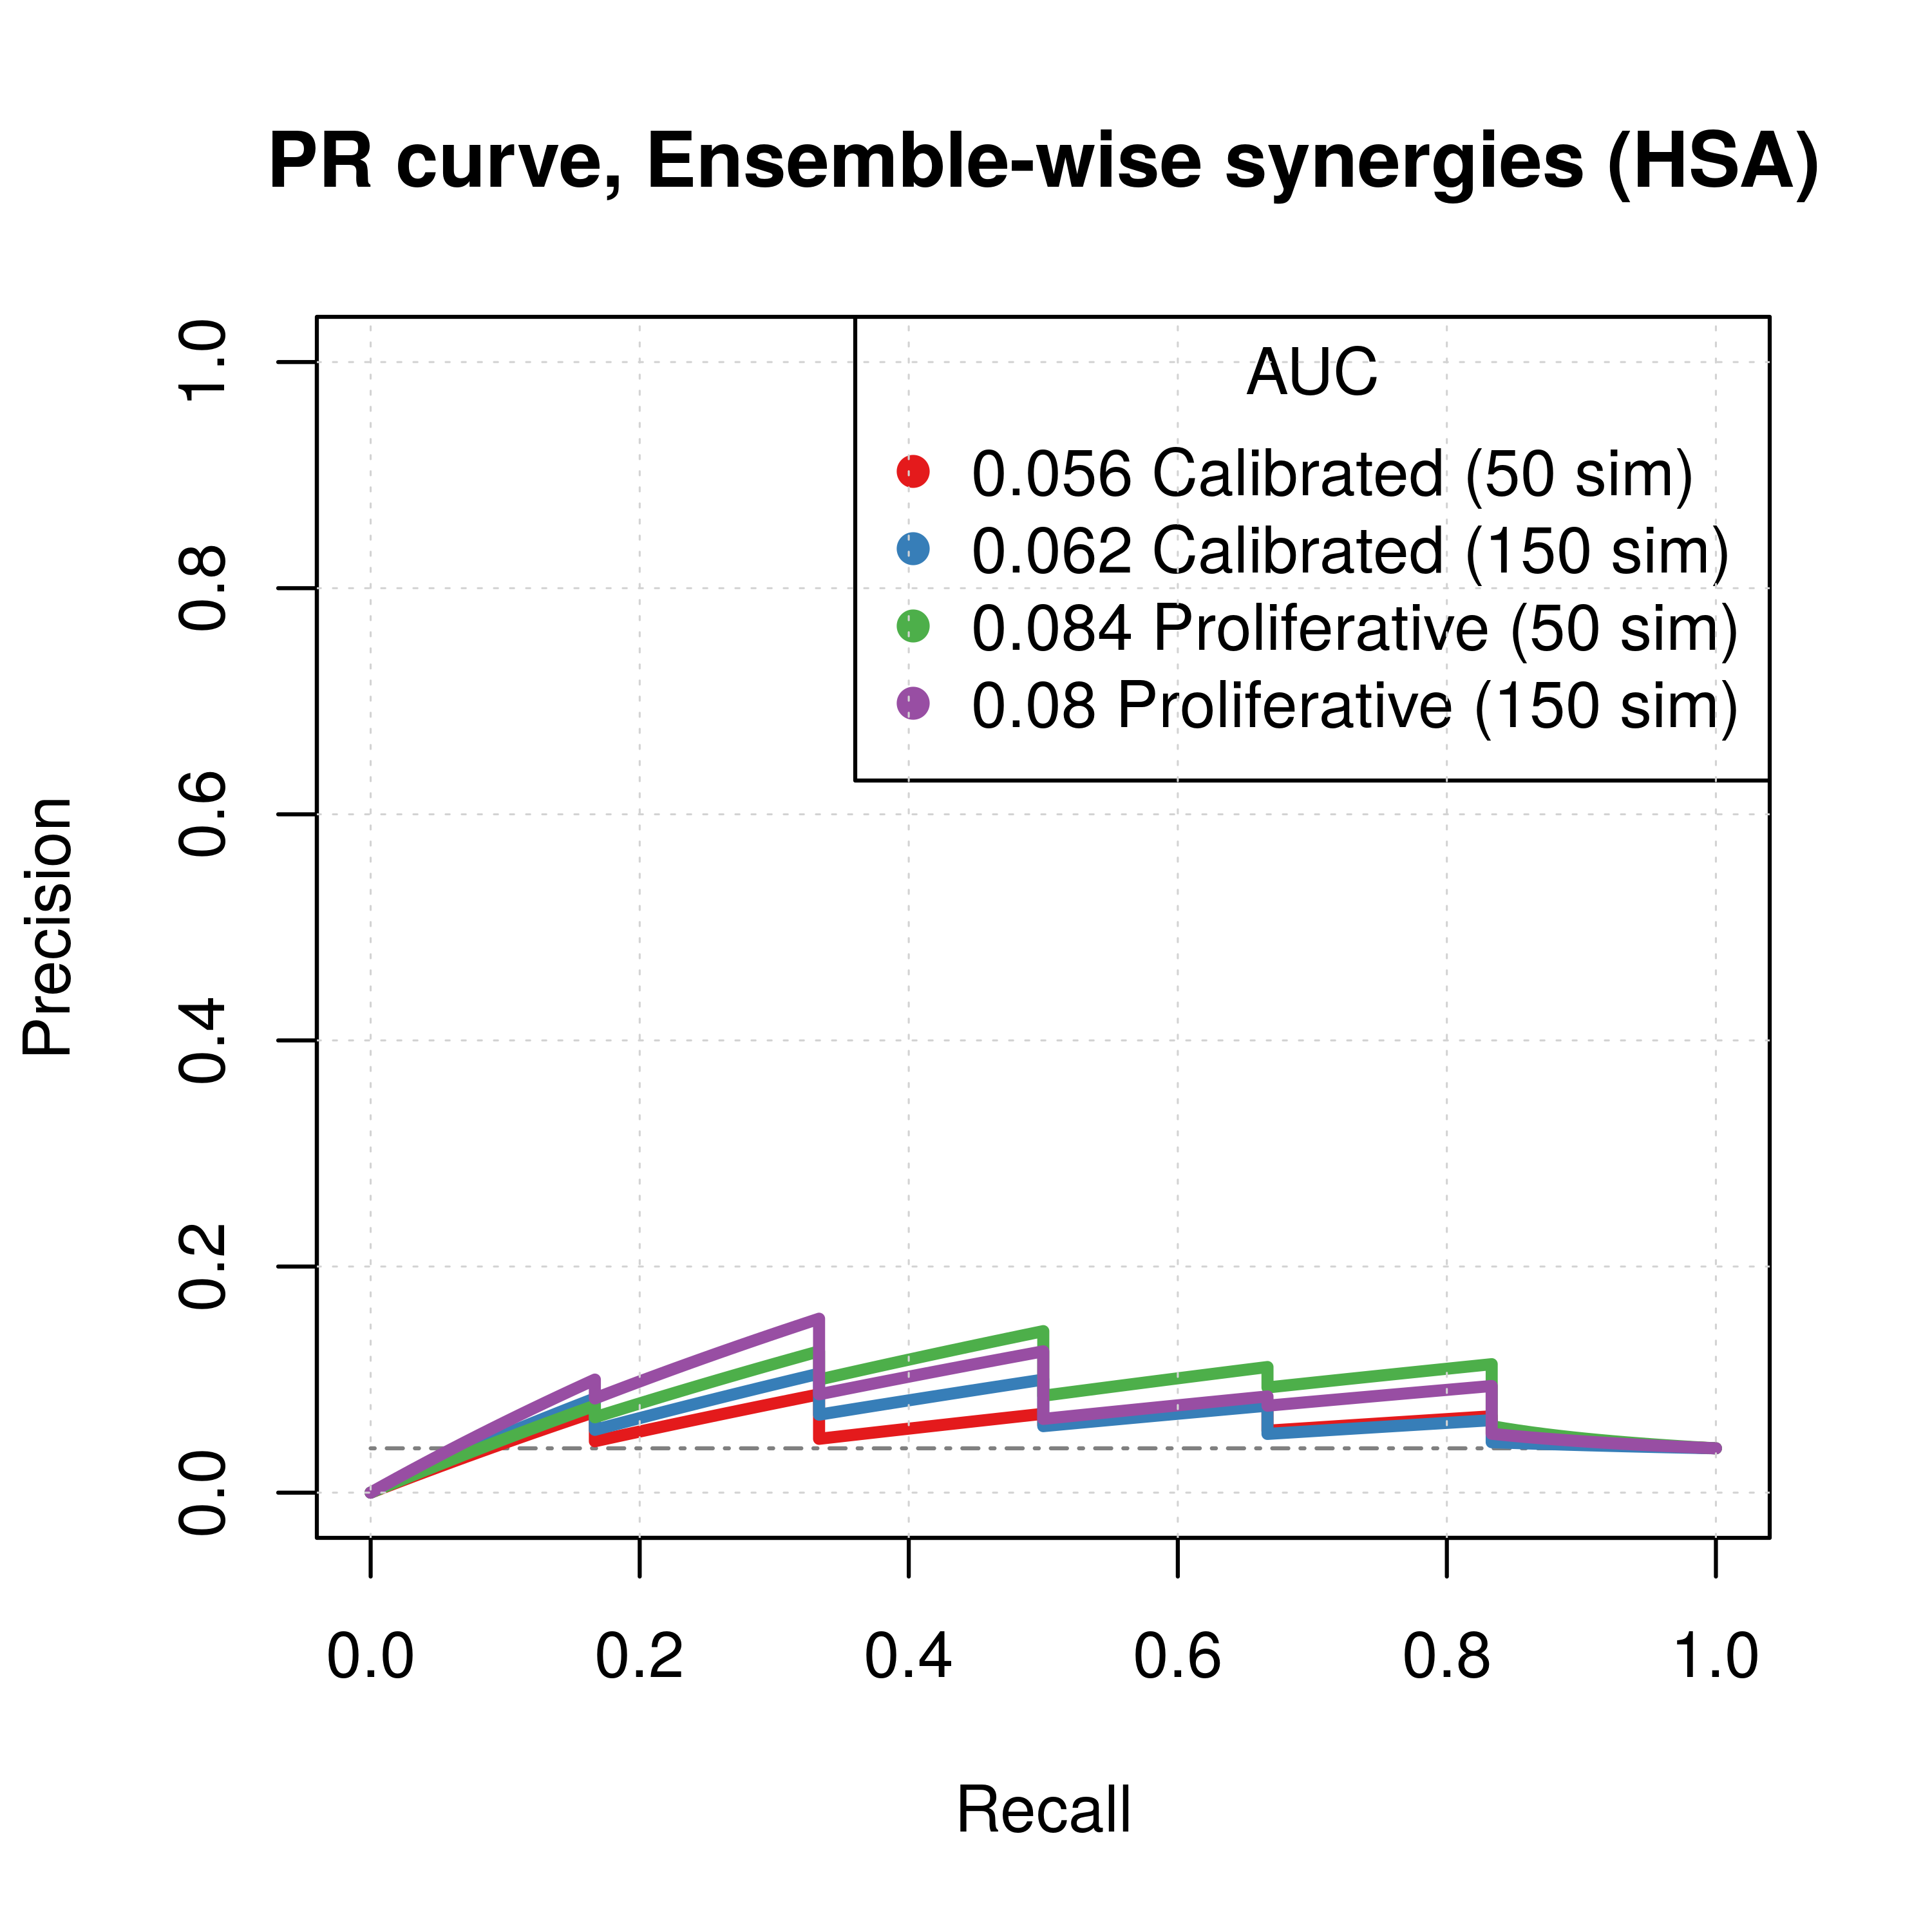 PR curve, Ensemble-wise synergies (HSA)
AUC
0.056 Calibrated (50 sim)
0.062 Calibrated (150 sim)
0.084 Proliferative (50 sim)
0.08 Proliferative (150 sim)
Precision
1.0
0.8
0.6
0.4
0.2
0.0
0.0 0.2 0.4 0.6 0.8 1.0
Recall